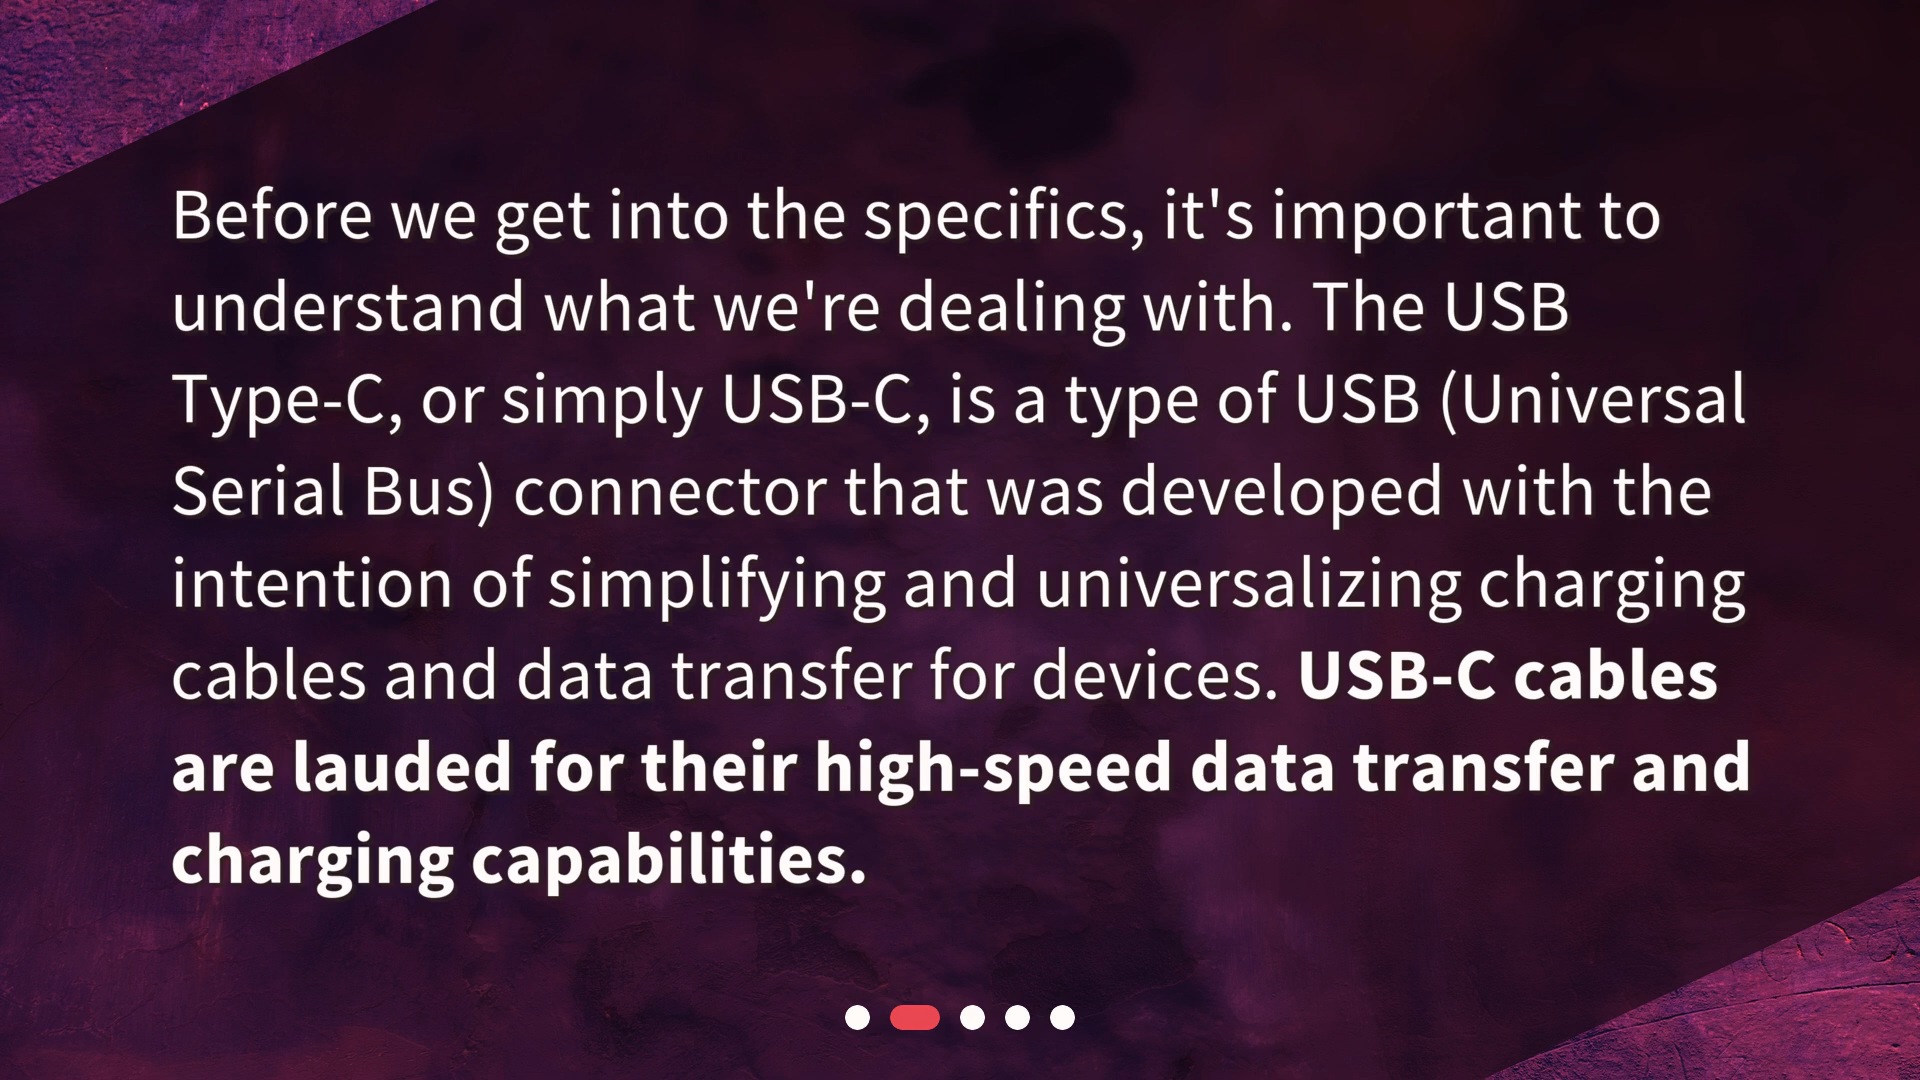 Before we get into the specifics, it's important to
understand what we're dealing with. The USB
Type-C, or simply USB-C, is a type of USB (Universal
Serial Bus) connector that was developed with the
intention of simplifying and universalizing charging
cables and data transfer for devices. USB-C cables
are lauded for their high-speed data transfer and
charging capabilities.